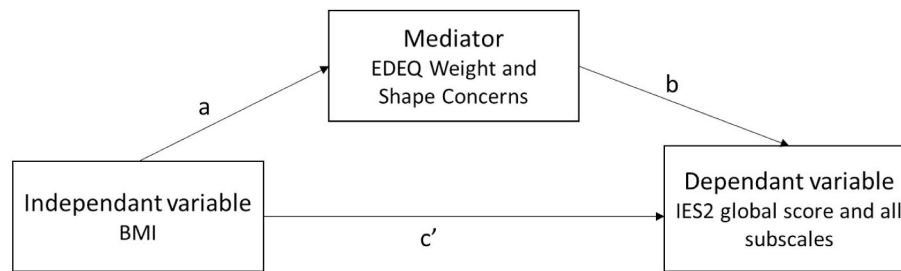 Mediator
EDEQ Weight and
Shape Concerns
a
b
Independant variable
BMI
c’
Dependant variable
IES2 global score and all
subscales